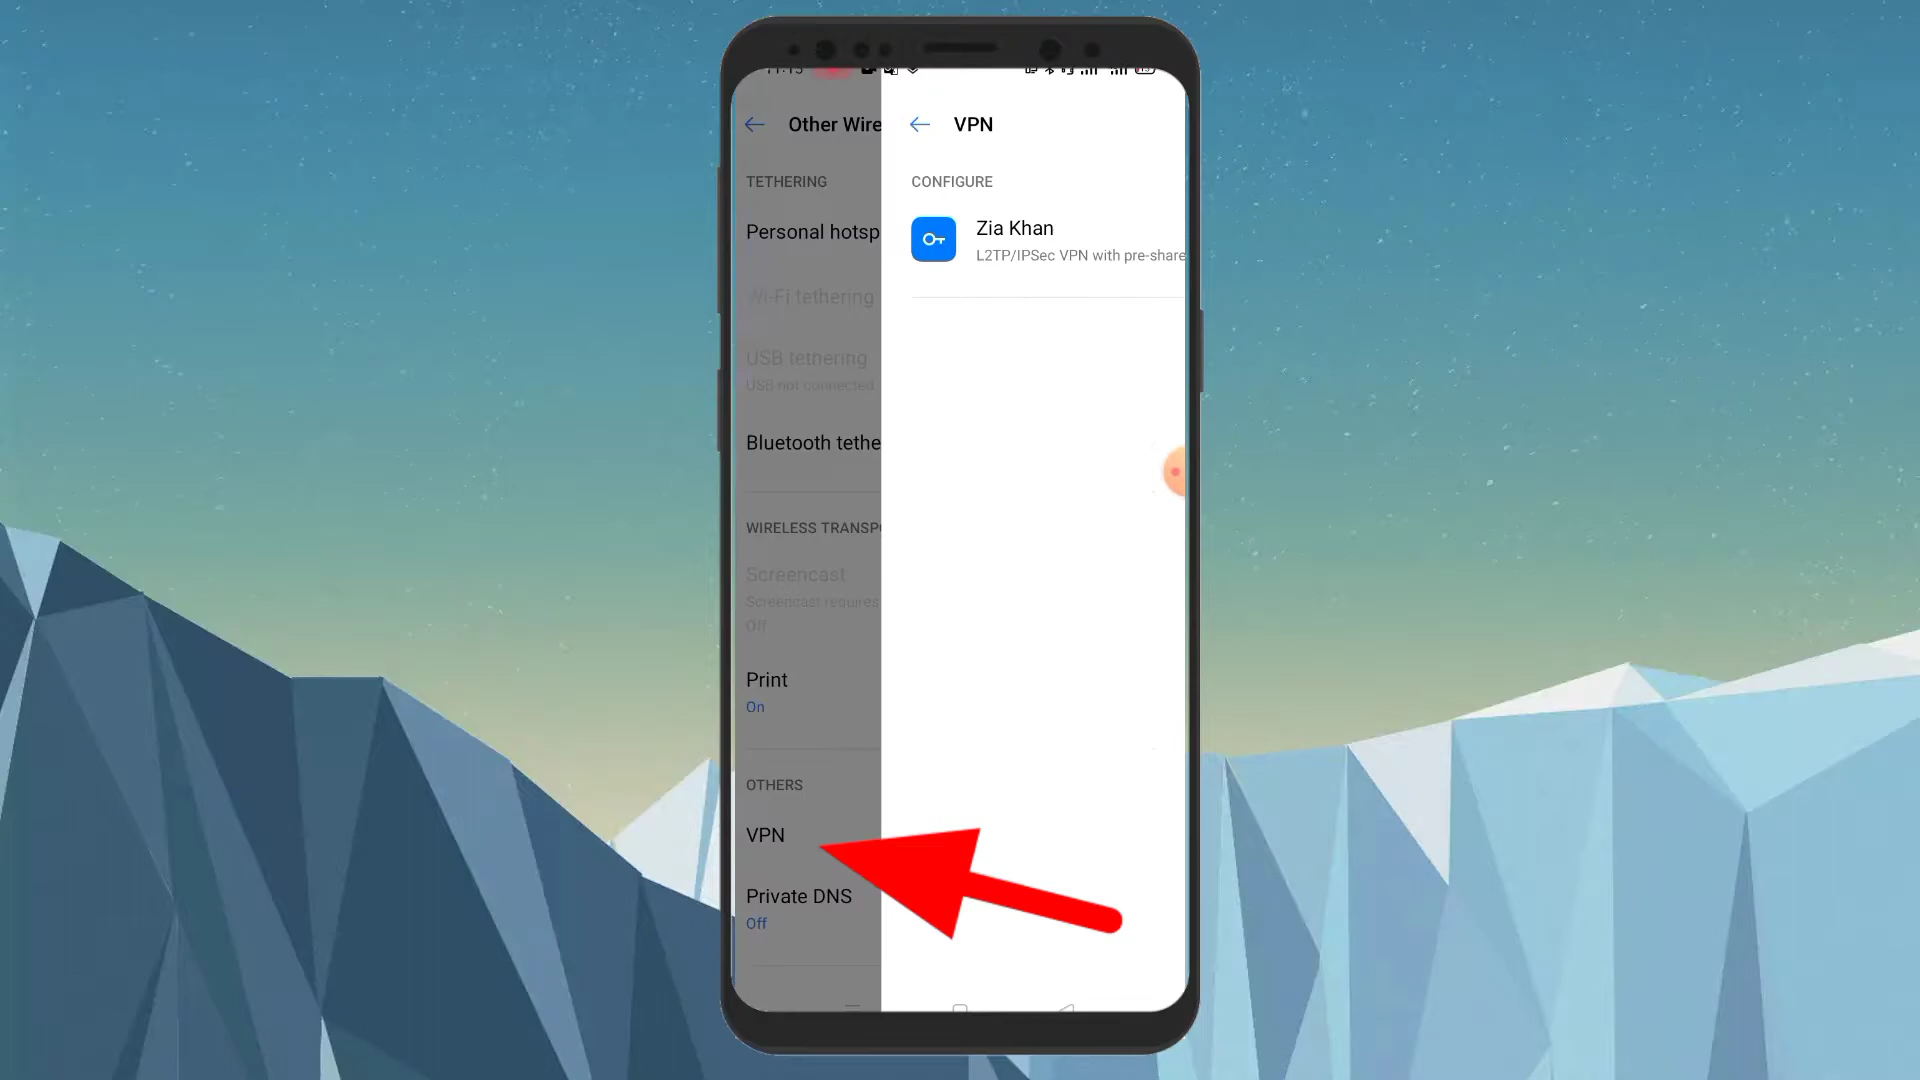 Other Wire
TETHERING
Personal hotsp
Wi-Fi tethering
USB tethering
USB not connected
Bluetooth tethe
WIRELESS TRANSPO
Screencast
Screencast requires
Off
Print
On
OTHERS
VPN
Private DNS
Off
VPN
CONFIGURE
Zia Khan
L2TP/IPSec VPN with pre-share